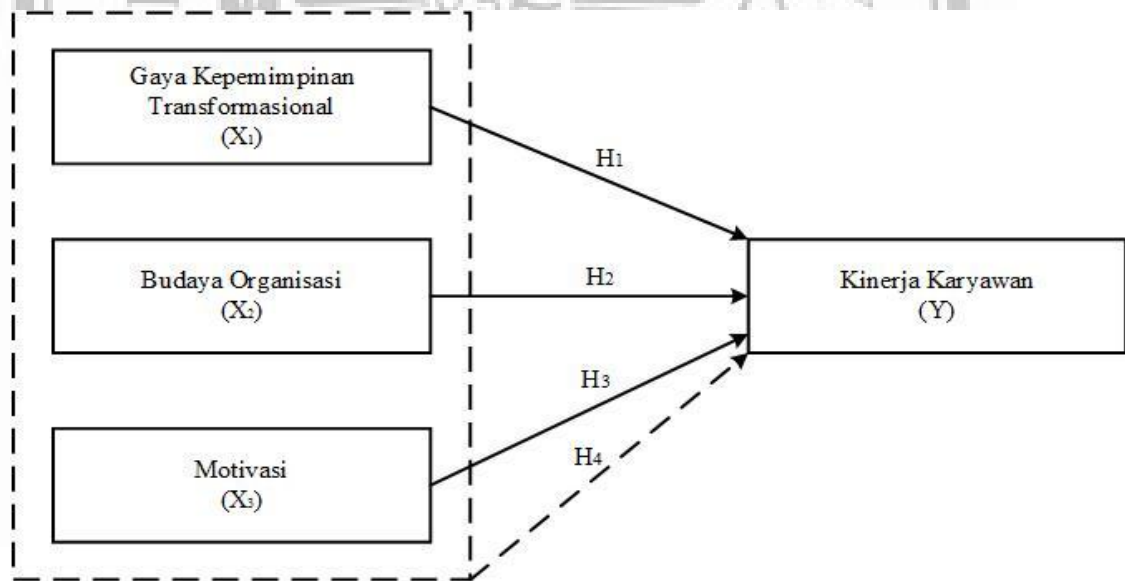 Gaya Kepemimpinan
Transformasional
(X₁)
H₁
Budaya Organisasi
(X₂)
H₂
Kinerja Karyawan
(Y)
H₃
Motivasi
(X₃)
H₄